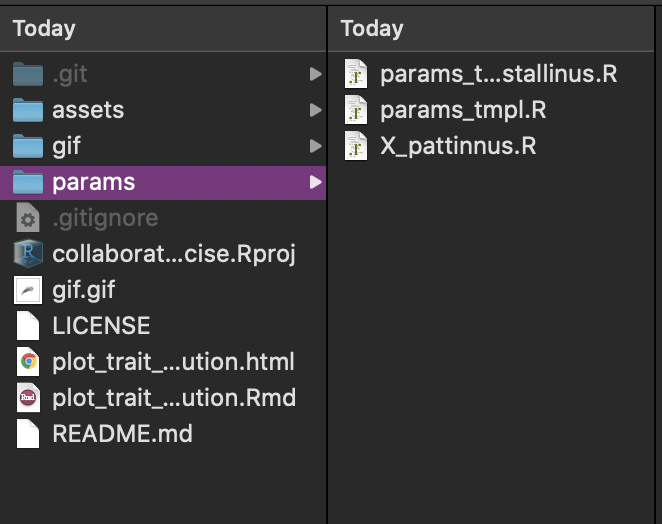 Today
.git
assets
gif
params
.gitignore
collaborat...cise.Rproj
gif.gif
LICENSE
plot_trait_...ution.html
plot_trait_...ution.Rmd
README.md
Today
params_t...stallinus.R
params_tmpl.R
X_pattinnus.R